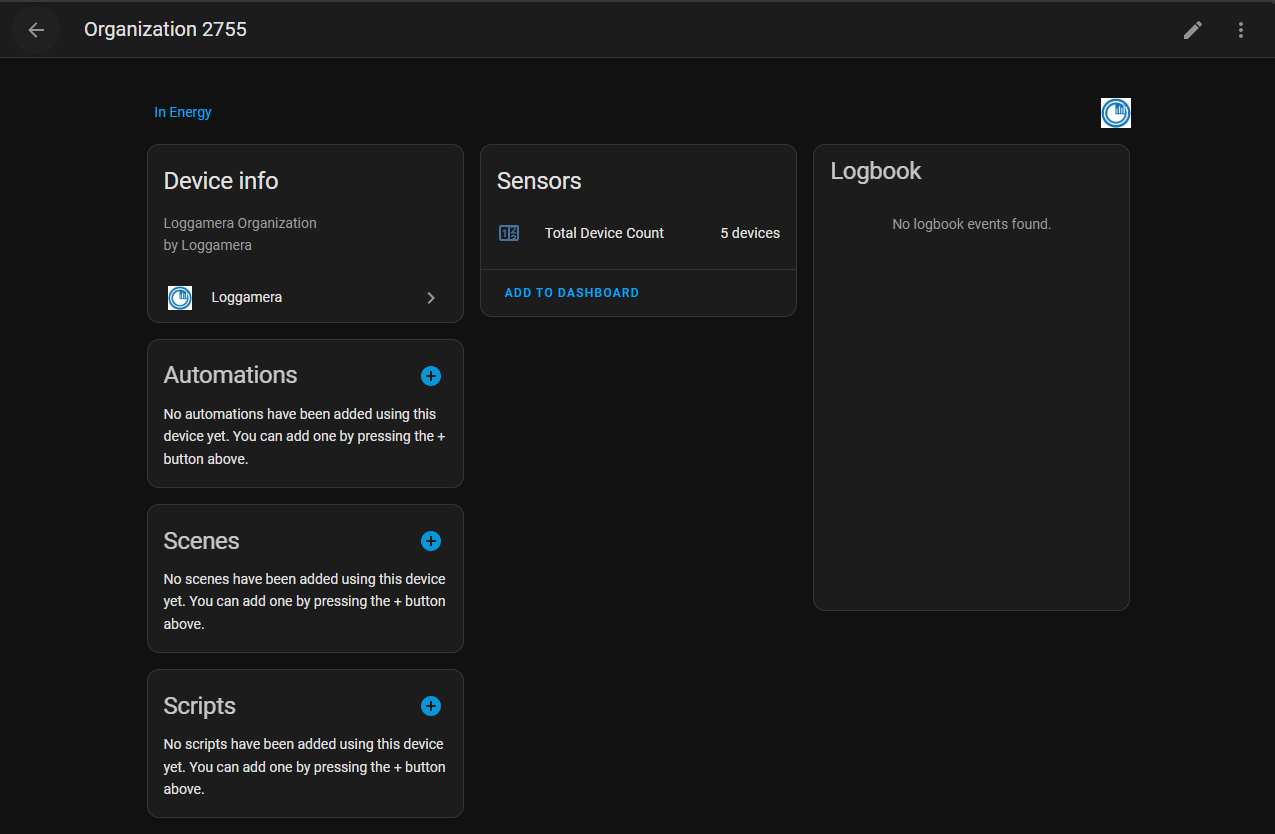 Organization 2755
In Energy
Device info
Loggamera Organization
by Loggamera
Loggamera
Automations
No automations have been added using this
device yet. You can add one by pressing the +
button above.
Scenes
No scenes have been added using this device
yet. You can add one by pressing the + button
above.
Scripts
No scripts have been added using this device
yet. You can add one by pressing the + button
above.
Sensors
Total Device Count 5 devices
ADD TO DASHBOARD
Logbook
No logbook events found.